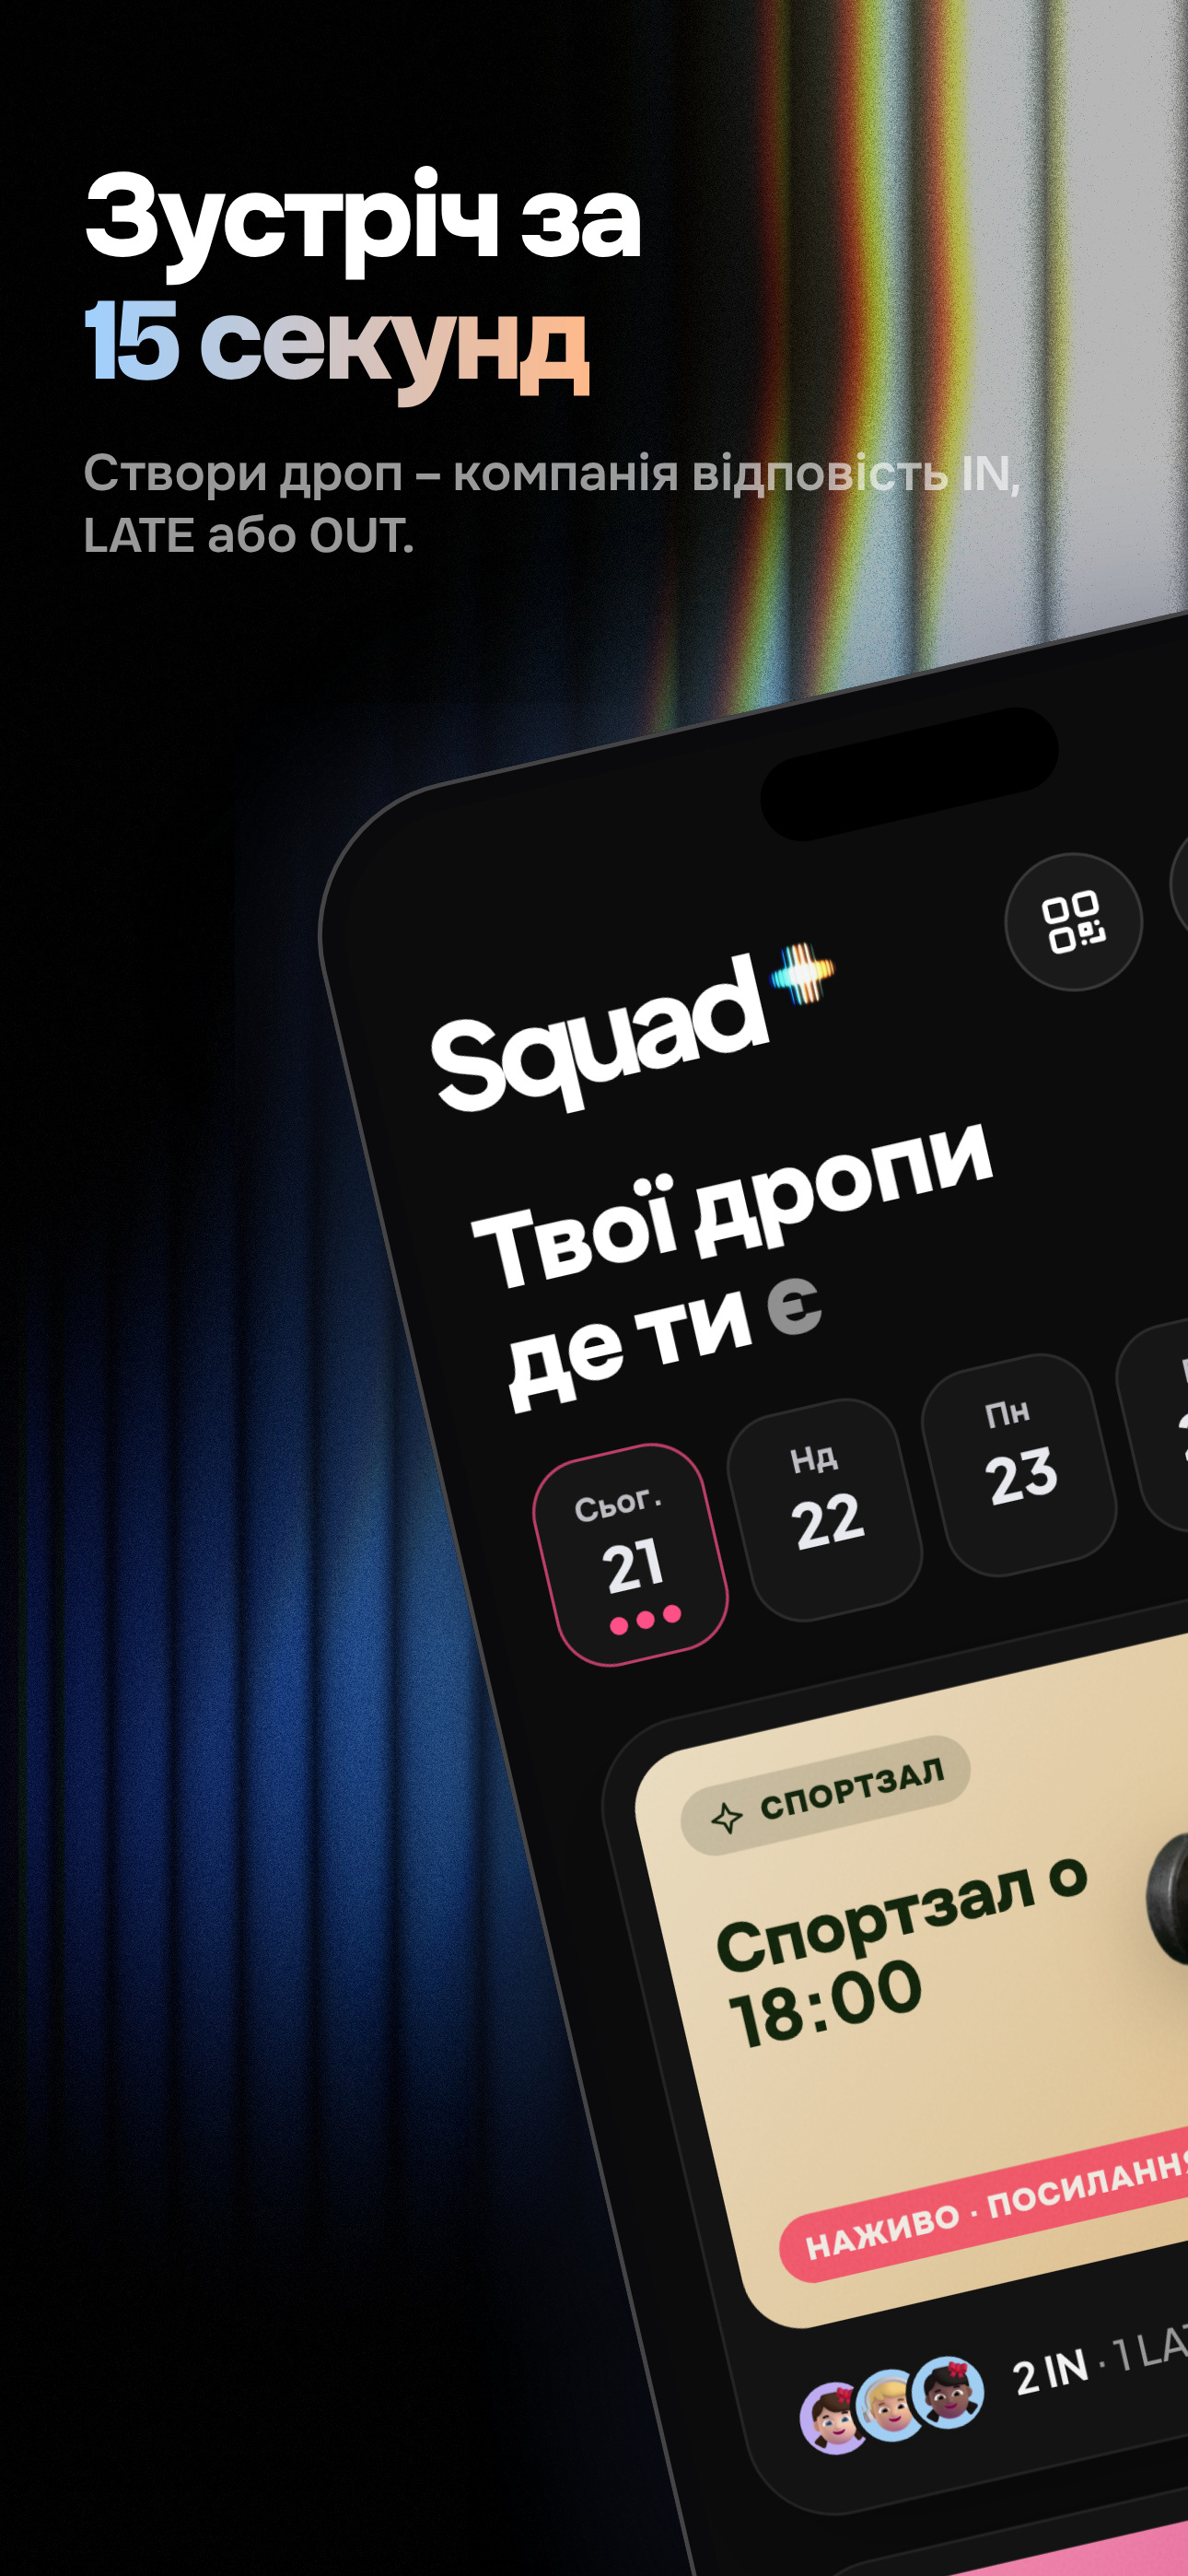 Зустріч за
15 секунд
Створи дроп – компанія відповість IN,
LATE або OUT.
Squad
Твої дропи
де ти є
Сьог.
21
Нд
22
Пн
23
СПОРТЗАЛ
Спортзал о
18:00
НАЖИВО · ПОСИЛАННЯ
2 IN · 1 LAT